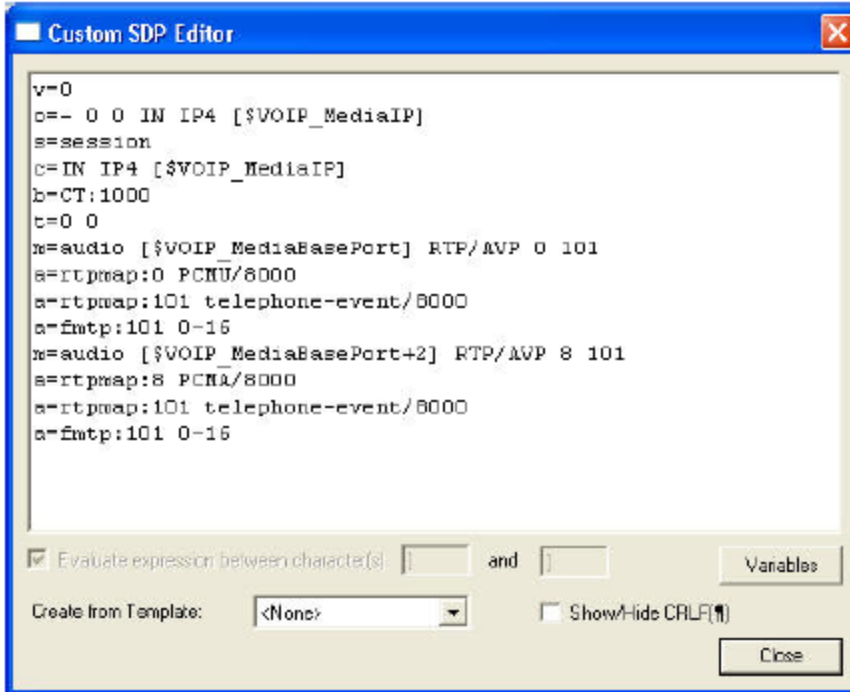 Custom SDP Editor
v=0
o=- 0 0 IN IP4 [$VOIP_MediaIP]
s=session
c=IN IP4 [$VOIP_MediaIP]
b=CT:1000
t=0 0
m=audio [$VOIP_MediaBasePort] RTP/AVP 0 101
a=rtpmap:0 PCMU/8000
a=rtpmap:101 telephone-event/8000
a=fmtp:101 0-16
m=audio [$VOIP_MediaBasePort+2] RTP/AVP 8 101
a=rtpmap:8 PCMA/8000
a=rtpmap:101 telephone-event/8000
a=fmtp:101 0-16
Evaluate expression between character(s) [ and ] Variables
Create from Template: <None> Show/Hide CRLF(¶)
Close